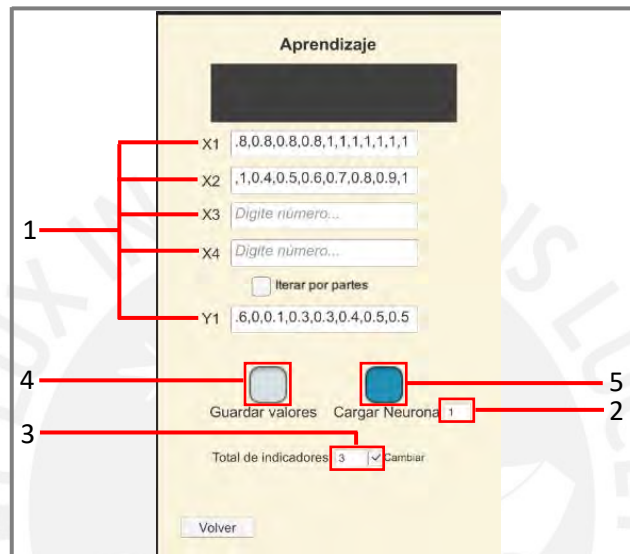 Aprendizaje
X1 .8,0.8,0.8,0.8,1,1,1,1,1,1,1
X2 ,1,0.4,0.5,0.6,0.7,0.8,0.9,1
X3 Digite número...
1
X4 Digite número...
Iterar por partes
Y1 .6,0,0.1,0.3,0.3,0.4,0.5,0.5
4 5
Guardar valores Cargar Neurona 1 2
3
Total de indicadores 3 Cambiar
Volver